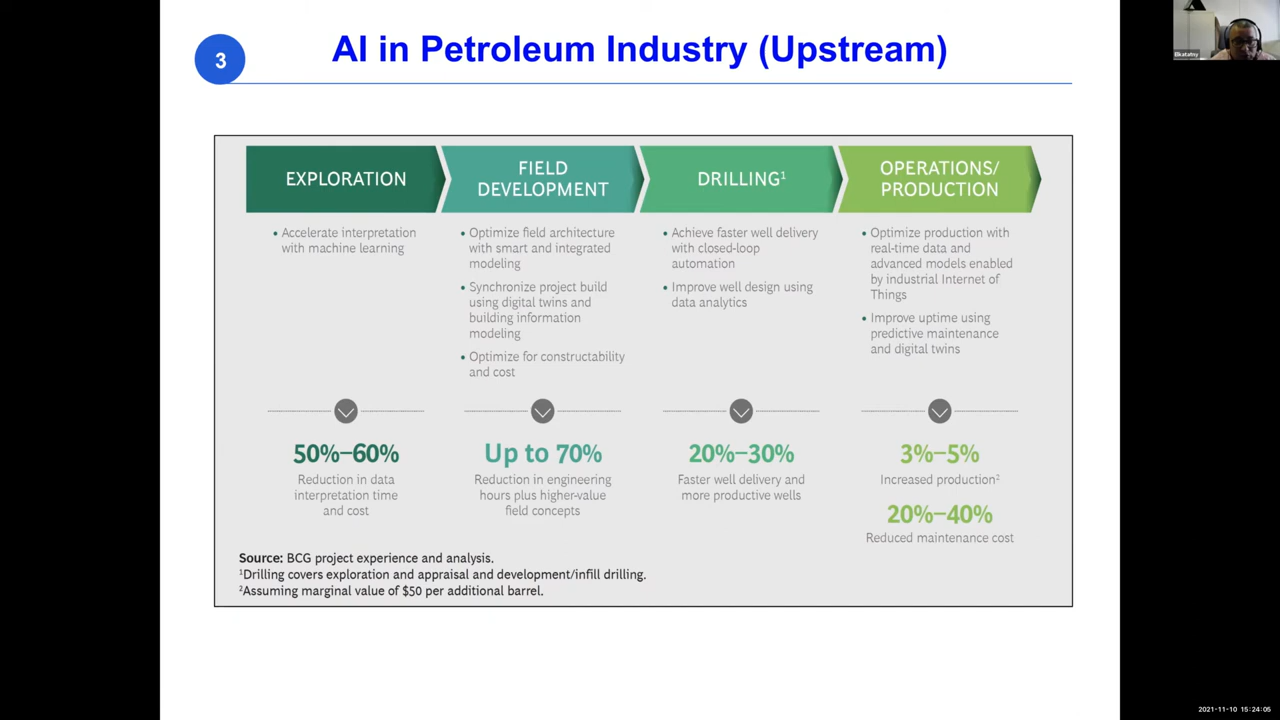 3
AI in Petroleum Industry (Upstream)
Elkatatny
EXPLORATION
• Accelerate interpretation
with machine learning
50%–60%
Reduction in data
interpretation time
and cost
FIELD
DEVELOPMENT
• Optimize field architecture
with smart and integrated
modeling
• Synchronize project build
using digital twins and
building information
modeling
• Optimize for constructability
and cost
Up to 70%
Reduction in engineering
hours plus higher-value
field concepts
DRILLING¹
• Achieve faster well delivery
with closed-loop
automation
• Improve well design using
data analytics
20%–30%
Faster well delivery and
more productive wells
OPERATIONS/
PRODUCTION
• Optimize production with
real-time data and
advanced models enabled
by industrial Internet of
Things
• Improve uptime using
predictive maintenance
and digital twins
3%–5%
Increased production²
20%–40%
Reduced maintenance cost
Source: BCG project experience and analysis.
¹Drilling covers exploration and appraisal and development/infill drilling.
²Assuming marginal value of $50 per additional barrel.
2021-11-10 15:24:05